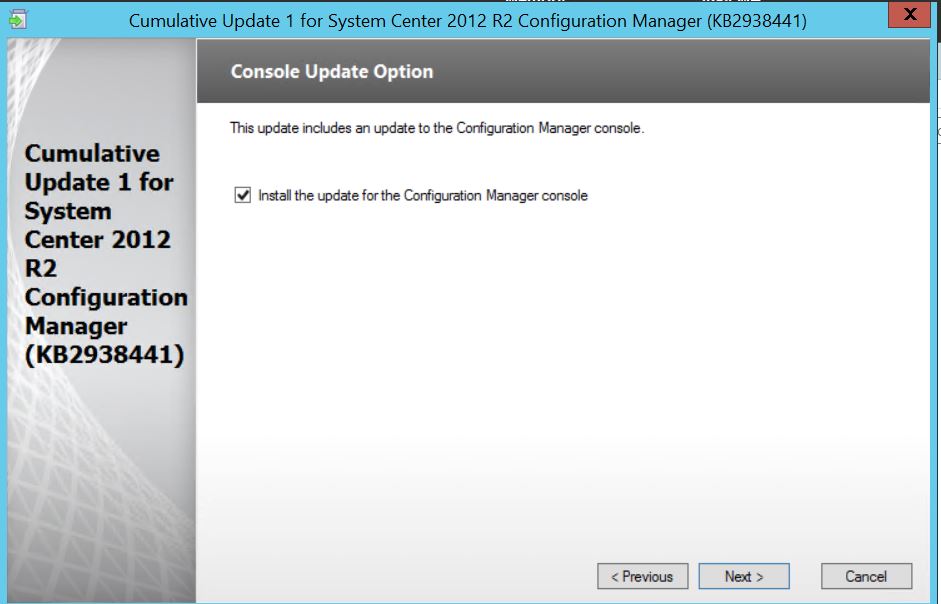 Cumulative Update 1 for System Center 2012 R2 Configuration Manager (KB2938441)
X
Console Update Option
This update includes an update to the Configuration Manager console.
Install the update for the Configuration Manager console
Cumulative
Update 1 for
System
Center 2012
R2
Configuration
Manager
(KB2938441)
< Previous
Next >
Cancel